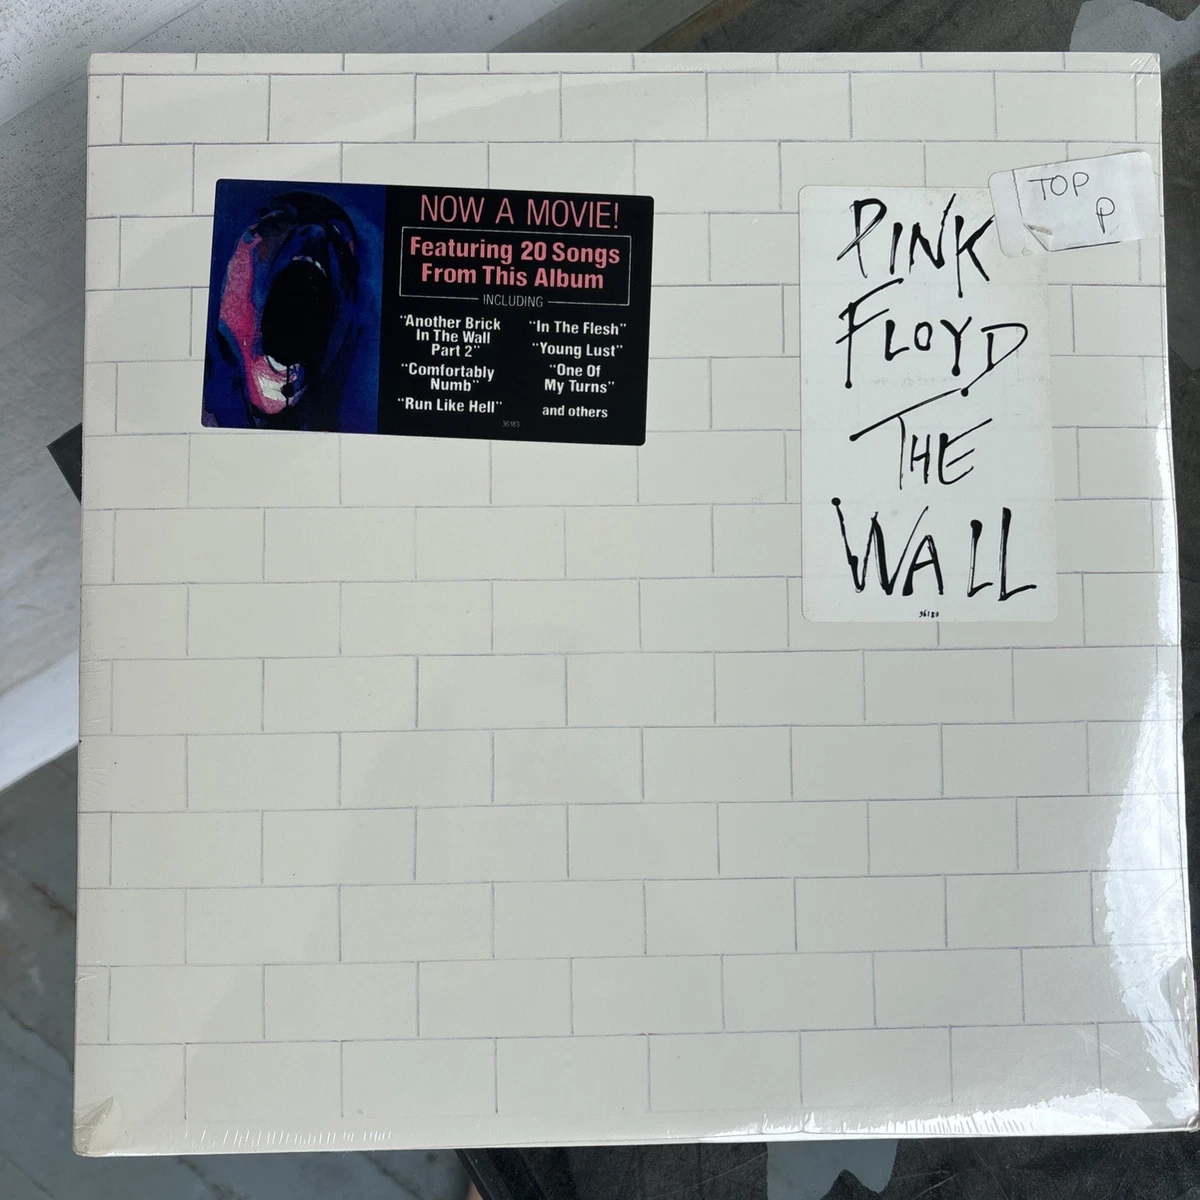 NOW A MOVIE!
Featuring 20 Songs
From This Album
INCLUDING
"Another Brick
In The Wall
Part 2"
"Comfortably
Numb"
"Run Like Hell"
"In The Flesh"
"Young Lust"
"One Of
My Turns"
and others
36183
TOP
P
PINK
FLOYD
THE
WALL
36183